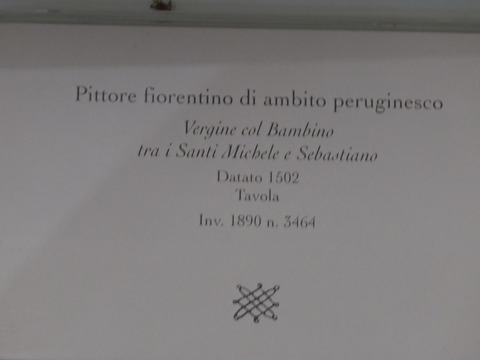 Pittore fiorentino di ambito peruginesco
Vergine col Bambino
tra i Santi Michele e Sebastiano
Datato 1502
Tavola
Inv. 1890 n. 3464